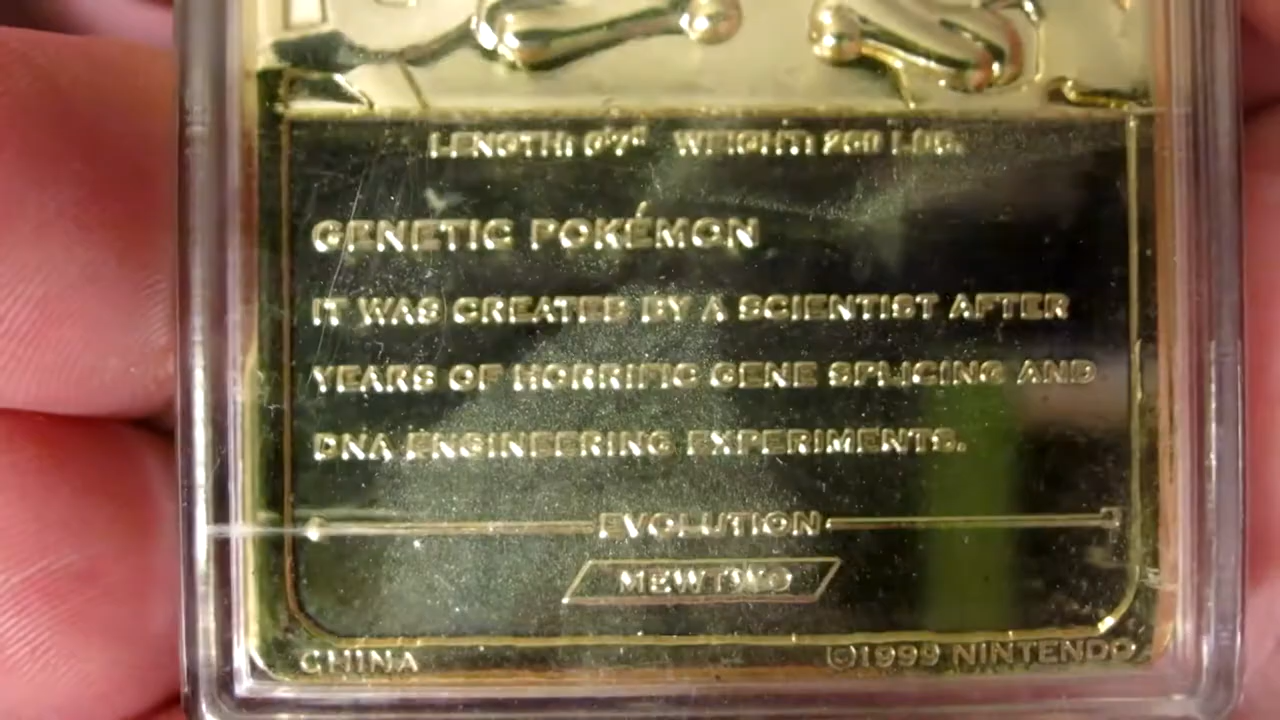 LENGTH: 6'7" WEIGHT: 269 LBS.
GENETIC POKÉMON
IT WAS CREATED BY A SCIENTIST AFTER
YEARS OF HORRIFIC GENE SPLICING AND
DNA ENGINEERING EXPERIMENTS.
EVOLUTION
MEWTWO
CHINA ©1999 NINTENDO